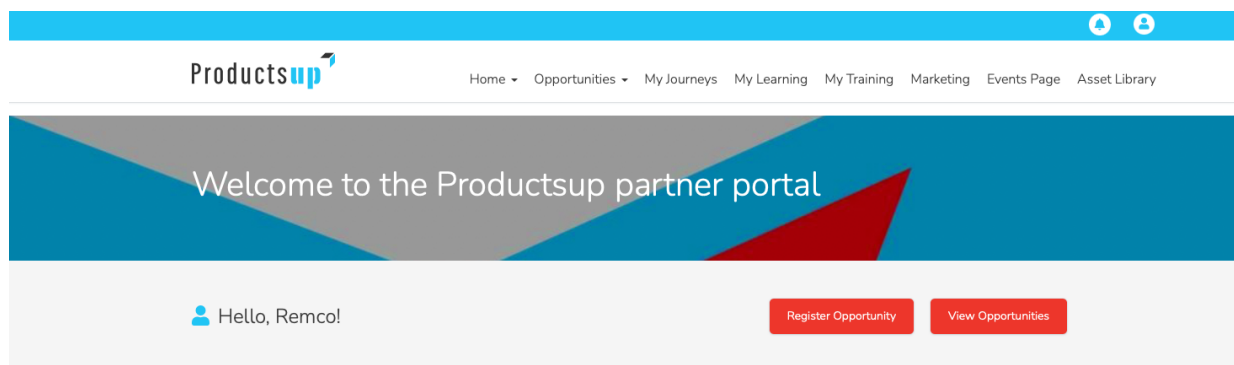 Productsup
Home Opportunities My Journeys My Learning My Training Marketing Events Page Asset Library
Welcome to the Productsup partner portal
Hello, Remco!
Register Opportunity
View Opportunities